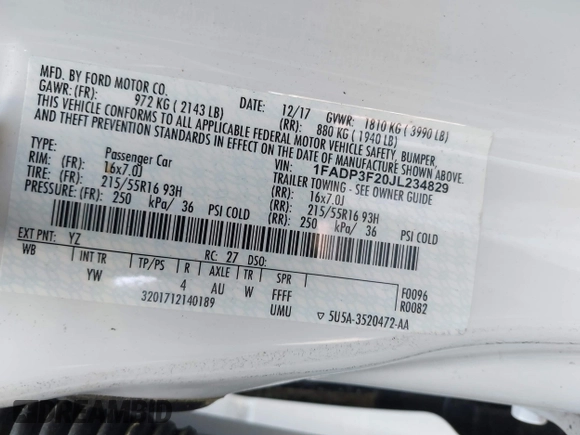 MFD. BY FORD MOTOR CO.
DATE: 12/17 GVWR: 1810 KG ( 3990 LB)
GAWR:(FR): 972 KG ( 2143 LB) (RR): 880 KG ( 1940 LB)
THIS VEHICLE CONFORMS TO ALL APPLICABLE FEDERAL MOTOR VEHICLE SAFETY, BUMPER,
AND THEFT PREVENTION STANDARDS IN EFFECT ON THE DATE OF MANUFACTURE SHOWN ABOVE.
VIN: 1FADP3F20JL234829
TYPE: Passenger Car TRAILER TOWING - SEE OWNER GUIDE
RIM: (FR): 16x7.0J (RR): 16x7.0J
TIRE: (FR): 215/55R16 93H (RR): 215/55R16 93H
PRESSURE: (FR): 250 kPa/ 36 PSI COLD (RR) 250 kPa/ 36 PSI COLD
EXT PNT: YZ RC: 27 DSO:
WB INT TR TP/PS R AXLE TR SPR
YW 4 AU W FFFF F0096
UMU R0082
3201712140189 ▽ 5U5A-3520472-AA